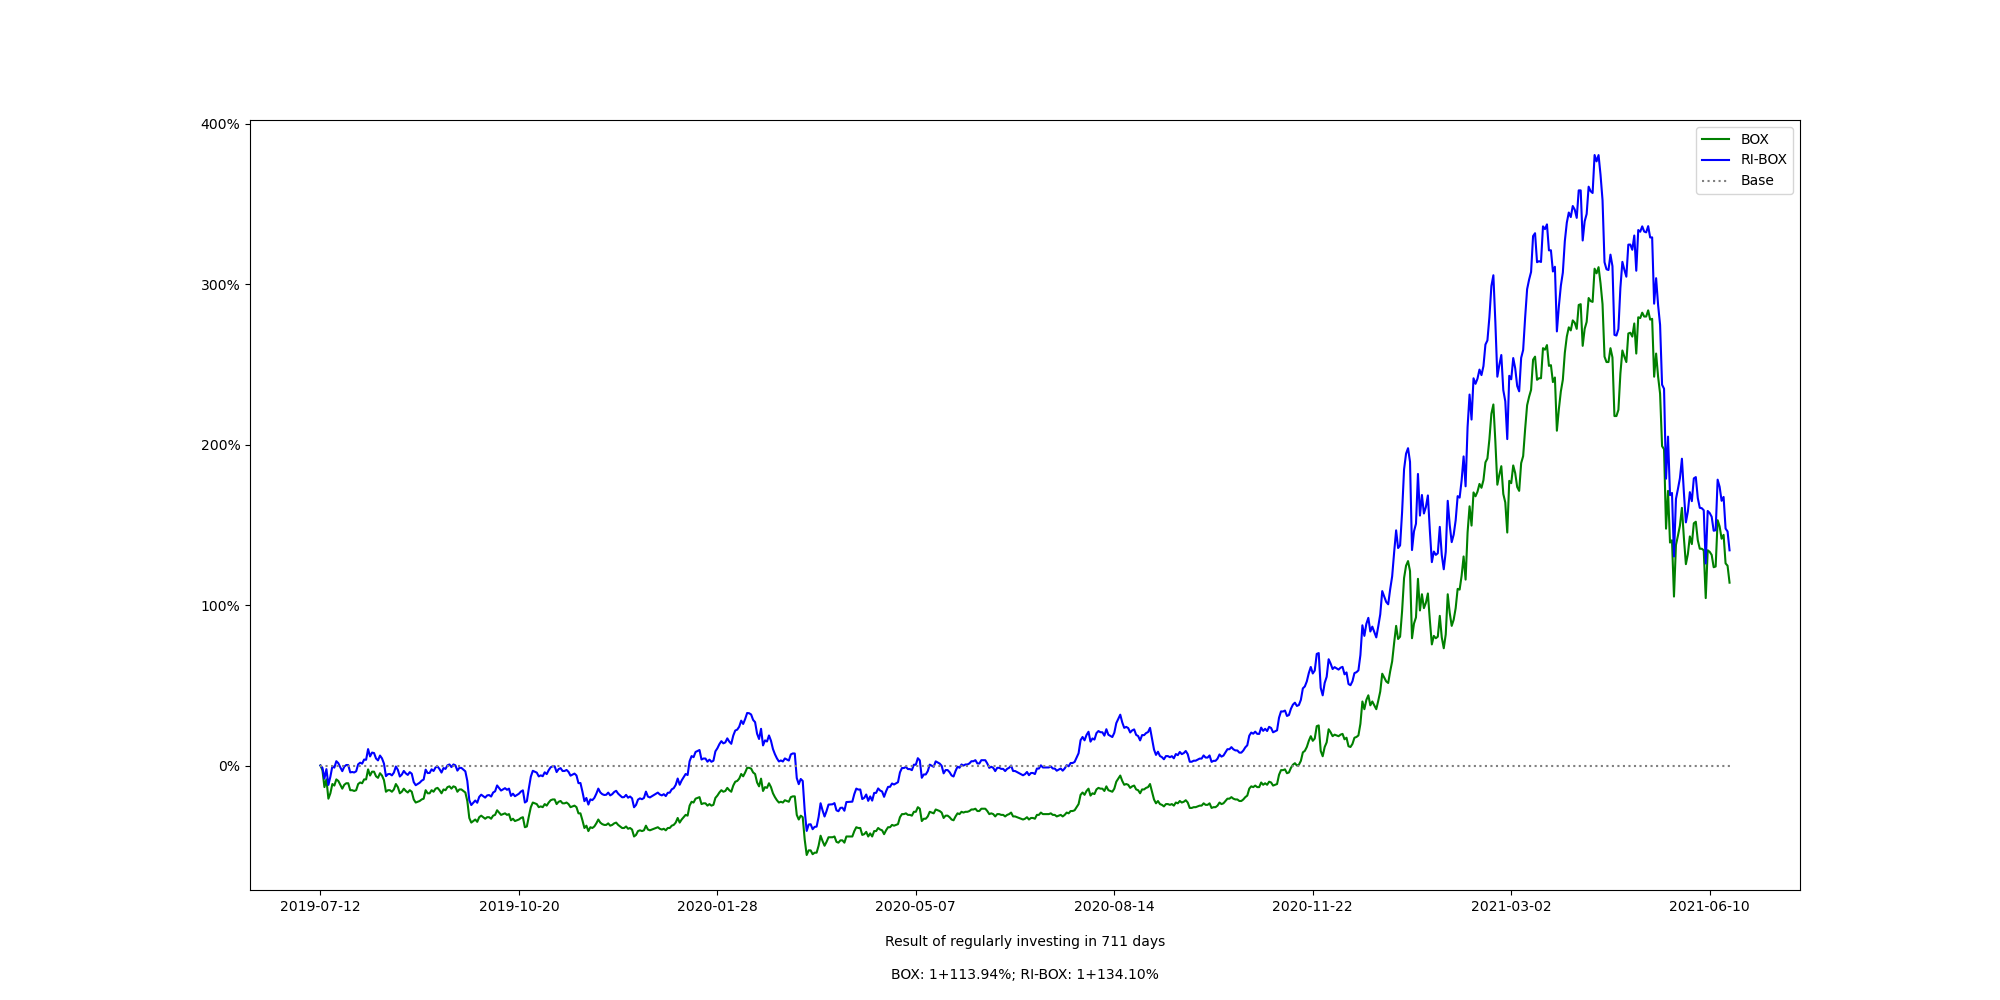 400%
300%
200%
100%
0%
BOX
RI-BOX
Base
2019-07-12 2019-10-20 2020-01-28 2020-05-07 2020-08-14 2020-11-22 2021-03-02 2021-06-10
Result of regularly investing in 711 days
BOX: 1+113.94%; RI-BOX: 1+134.10%